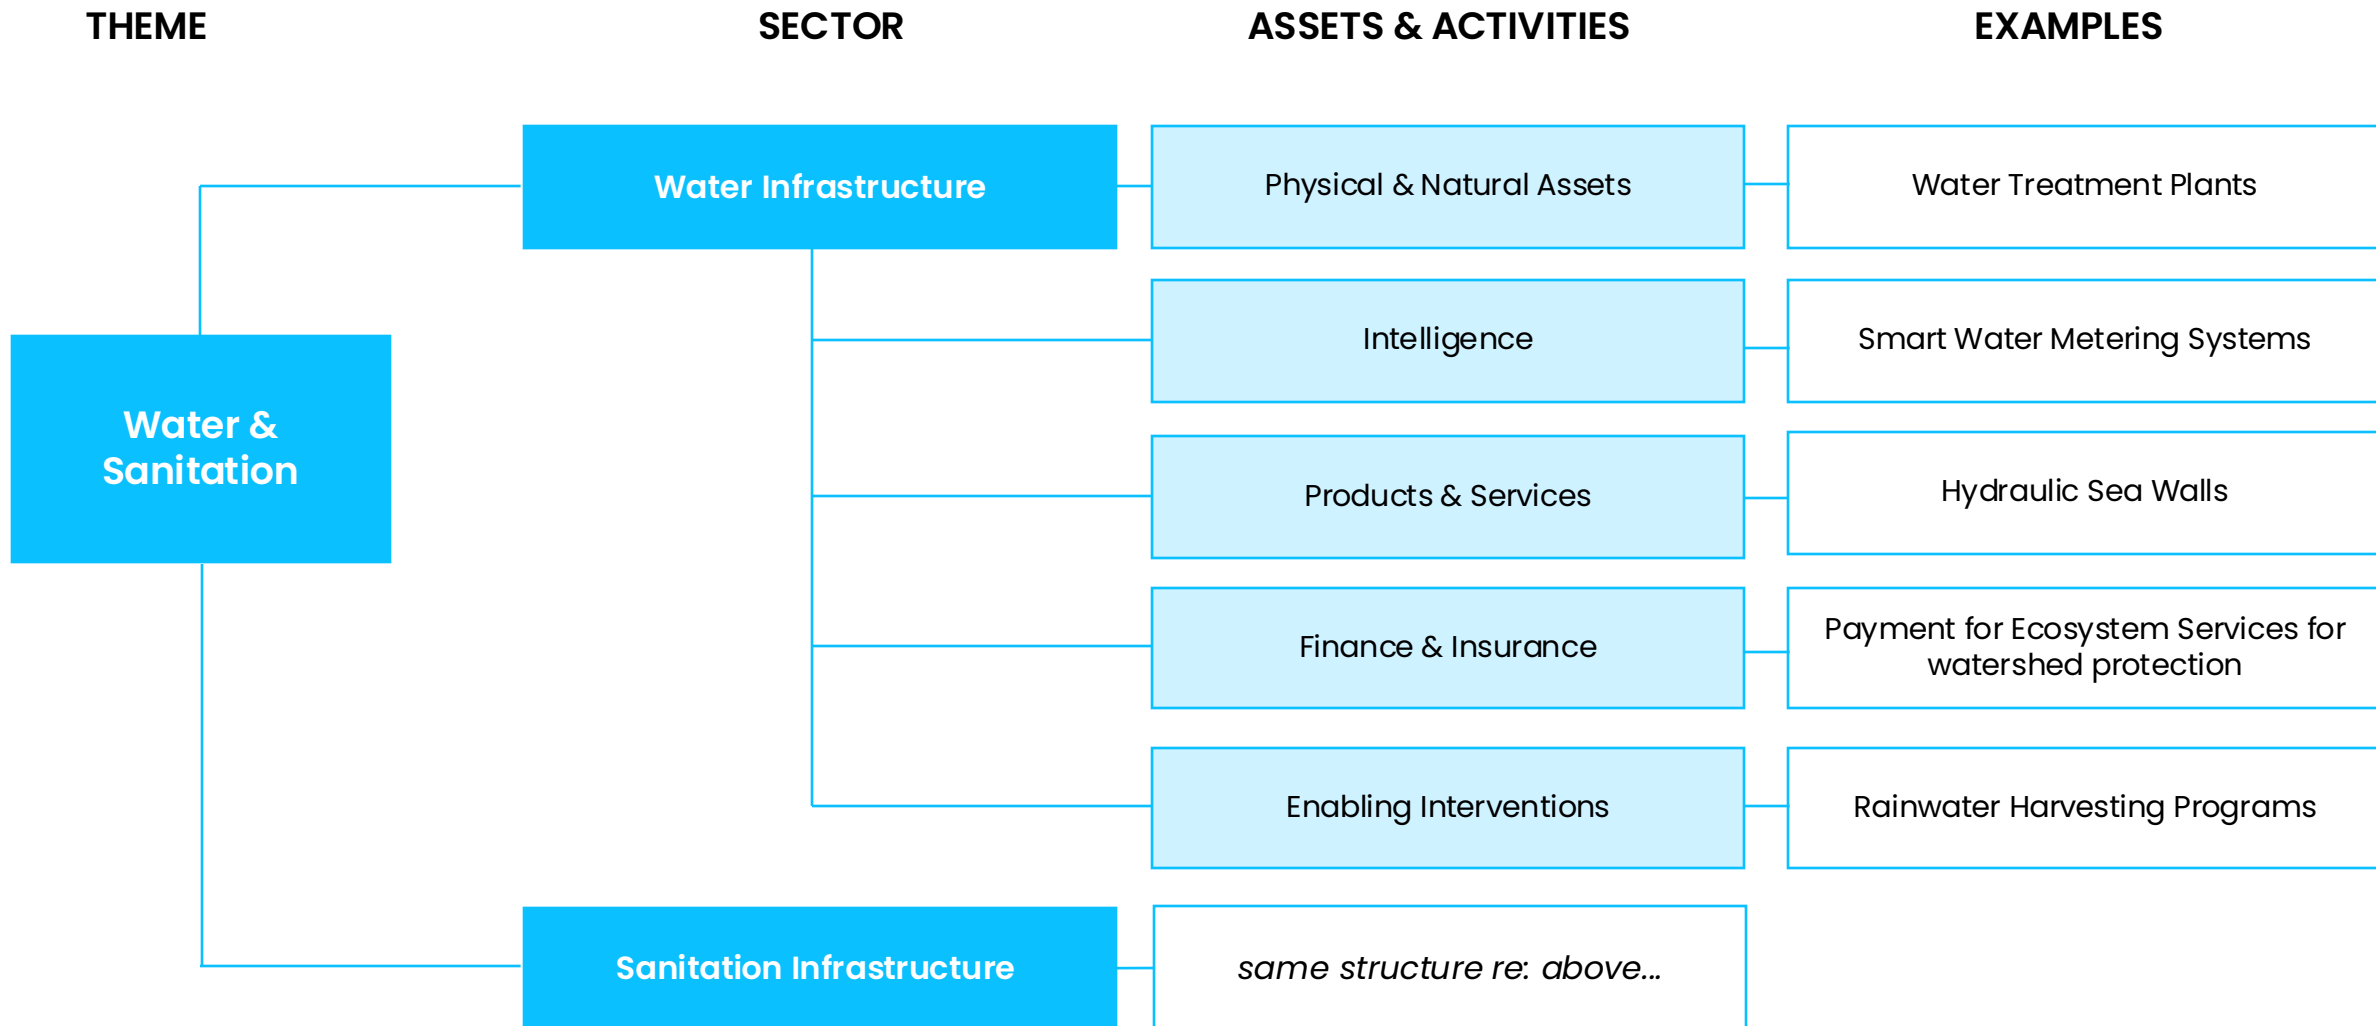 THEME
SECTOR
ASSETS & ACTIVITIES
EXAMPLES
Water Infrastructure
Physical & Natural Assets
Water Treatment Plants
Intelligence
Smart Water Metering Systems
Water &
Sanitation
Products & Services
Hydraulic Sea Walls
Finance & Insurance
Payment for Ecosystem Services for
watershed protection
Enabling Interventions
Rainwater Harvesting Programs
Sanitation Infrastructure
same structure re: above...